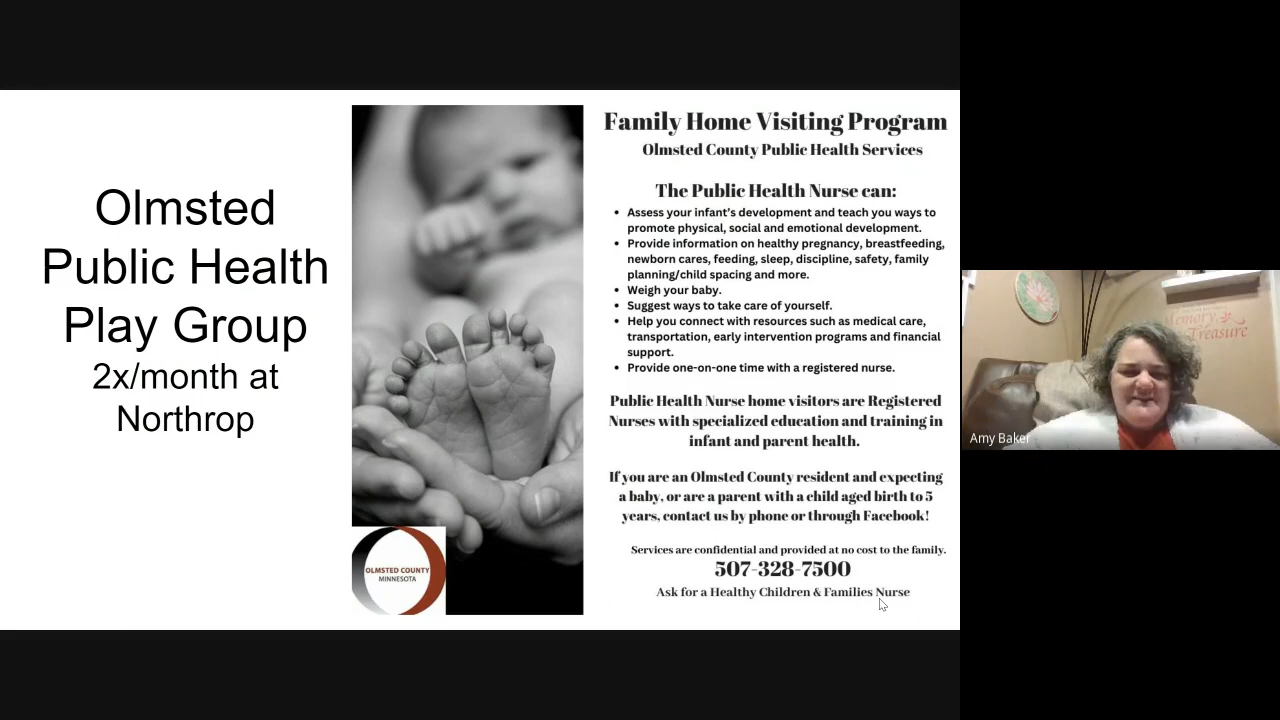 Olmsted
Public Health
Play Group
2x/month at
Northrop
OLMSTED COUNTY
MINNESOTA
Family Home Visiting Program
Olmsted County Public Health Services
The Public Health Nurse can:
• Assess your infant's development and teach you ways to
promote physical, social and emotional development.
• Provide information on healthy pregnancy, breastfeeding,
newborn cares, feeding, sleep, discipline, safety, family
planning/child spacing and more.
• Weigh your baby.
• Suggest ways to take care of yourself.
• Help you connect with resources such as medical care,
transportation, early intervention programs and financial
support.
• Provide one-on-one time with a registered nurse.
Public Health Nurse home visitors are Registered
Nurses with specialized education and training in
infant and parent health.
If you are an Olmsted County resident and expecting
a baby, or are a parent with a child aged birth to 5
years, contact us by phone or through Facebook!
Services are confidential and provided at no cost to the family.
507-328-7500
Ask for a Healthy Children & Families Nurse
Memory,
Treasure
Amy Baker